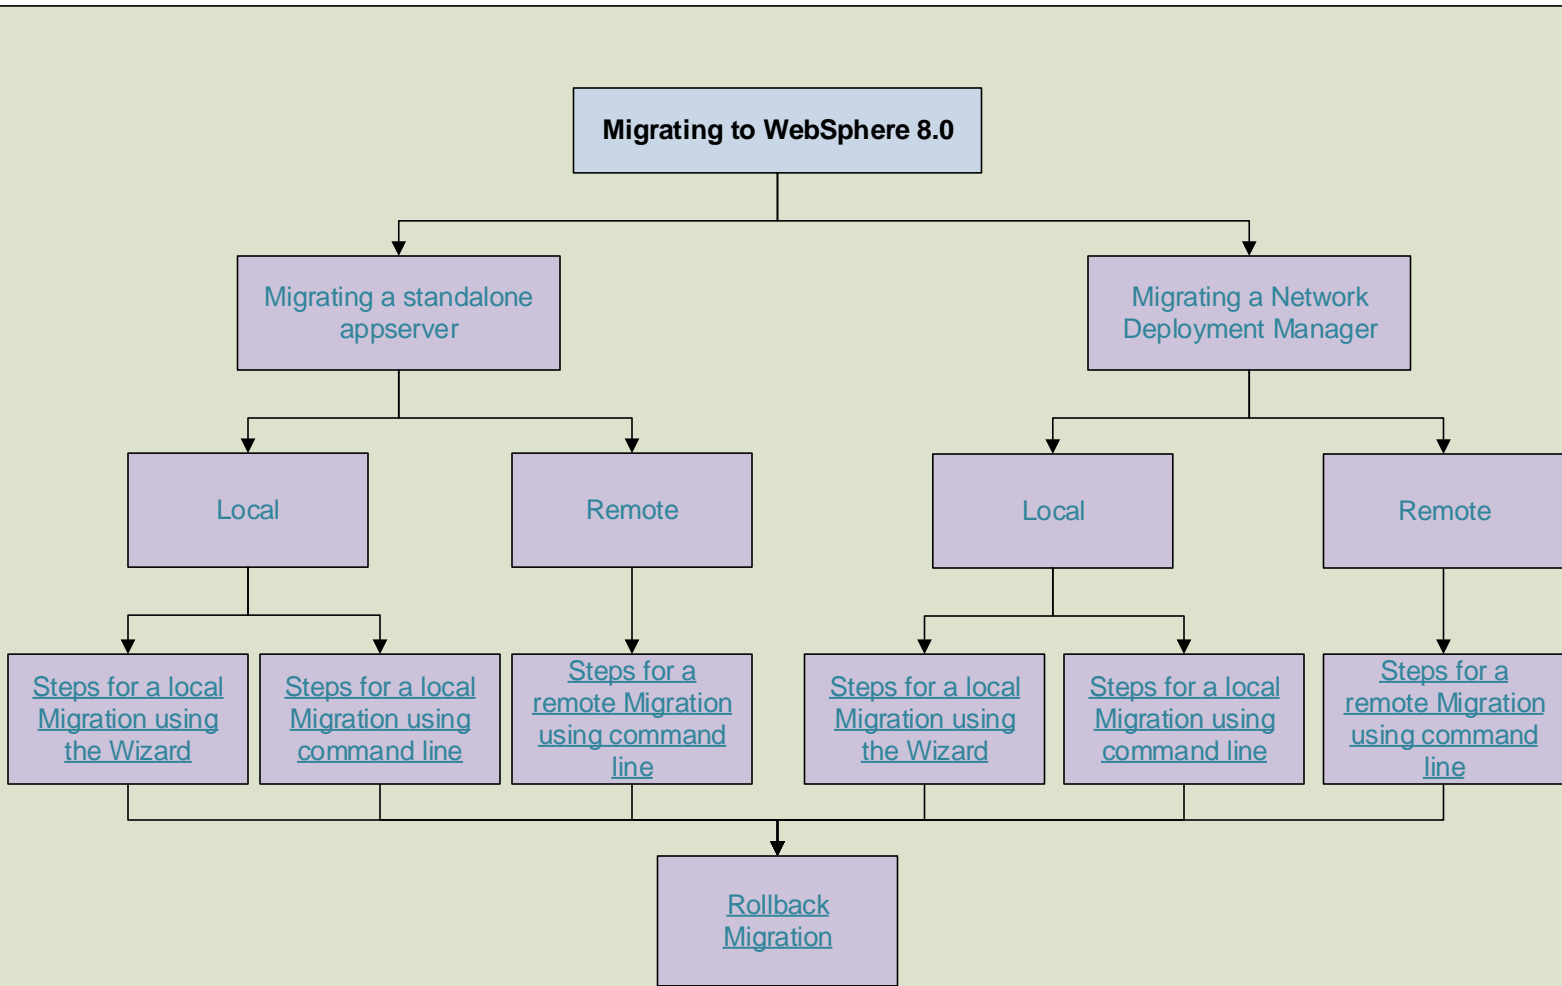 Migrating to WebSphere 8.0
Migrating a standalone
appserver
Migrating a Network
Deployment Manager
Local
Remote
Local
Remote
Steps for a local
Migration using
the Wizard
Steps for a local
Migration using
command line
Steps for a
remote Migration
using command
line
Steps for a local
Migration using
the Wizard
Steps for a local
Migration using
command line
Steps for a
remote Migration
using command
line
Rollback
Migration